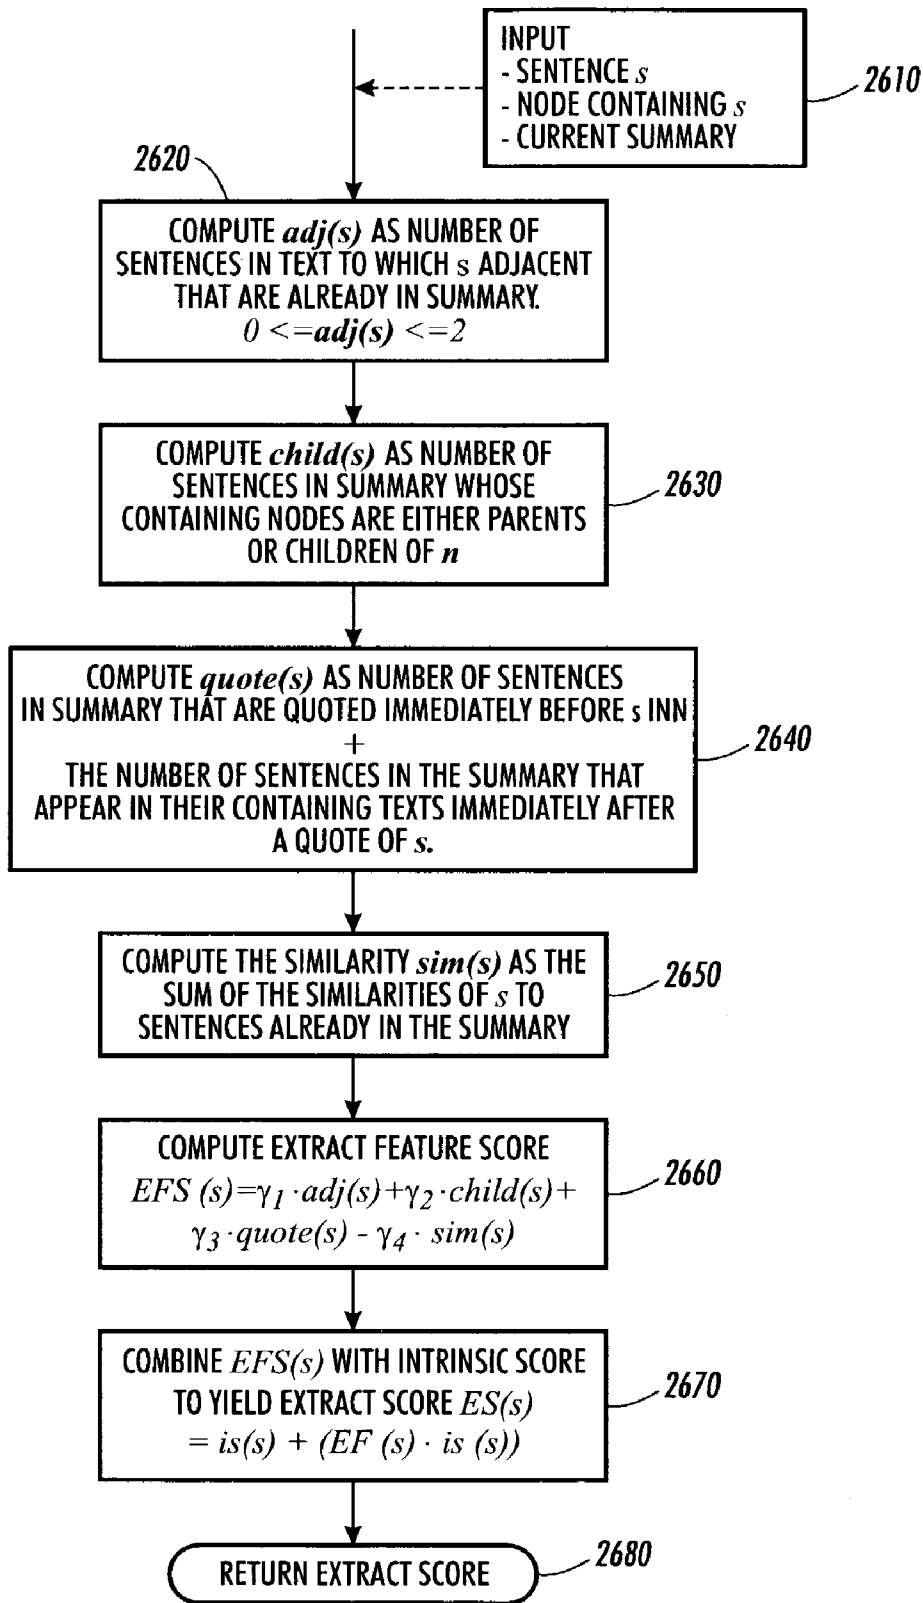 INPUT
- SENTENCE s
- NODE CONTAINING s
- CURRENT SUMMARY
2610
2620
COMPUTE adj(s) AS NUMBER OF
SENTENCES IN TEXT TO WHICH s ADJACENT
THAT ARE ALREADY IN SUMMARY.
0 <=adj(s) <=2
COMPUTE child(s) AS NUMBER OF
SENTENCES IN SUMMARY WHOSE
CONTAINING NODES ARE EITHER PARENTS
OR CHILDREN OF n
2630
COMPUTE quote(s) AS NUMBER OF SENTENCES
IN SUMMARY THAT ARE QUOTED IMMEDIATELY BEFORE s INN
+
THE NUMBER OF SENTENCES IN THE SUMMARY THAT
APPEAR IN THEIR CONTAINING TEXTS IMMEDIATELY AFTER
A QUOTE OF s.
2640
COMPUTE THE SIMILARITY sim(s) AS THE
SUM OF THE SIMILARITIES OF s TO
SENTENCES ALREADY IN THE SUMMARY
2650
COMPUTE EXTRACT FEATURE SCORE
EFS (s)=γ1·adj(s)+γ2·child(s)+
γ3·quote(s) - γ4· sim(s)
2660
COMBINE EFS(s) WITH INTRINSIC SCORE
TO YIELD EXTRACT SCORE ES(s)
= is(s) + (EF (s) · is (s))
2670
RETURN EXTRACT SCORE
2680